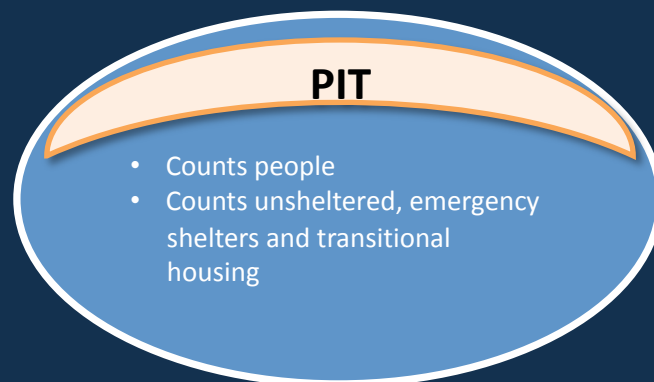 PIT
• Counts people
• Counts unsheltered, emergency
shelters and transitional
housing